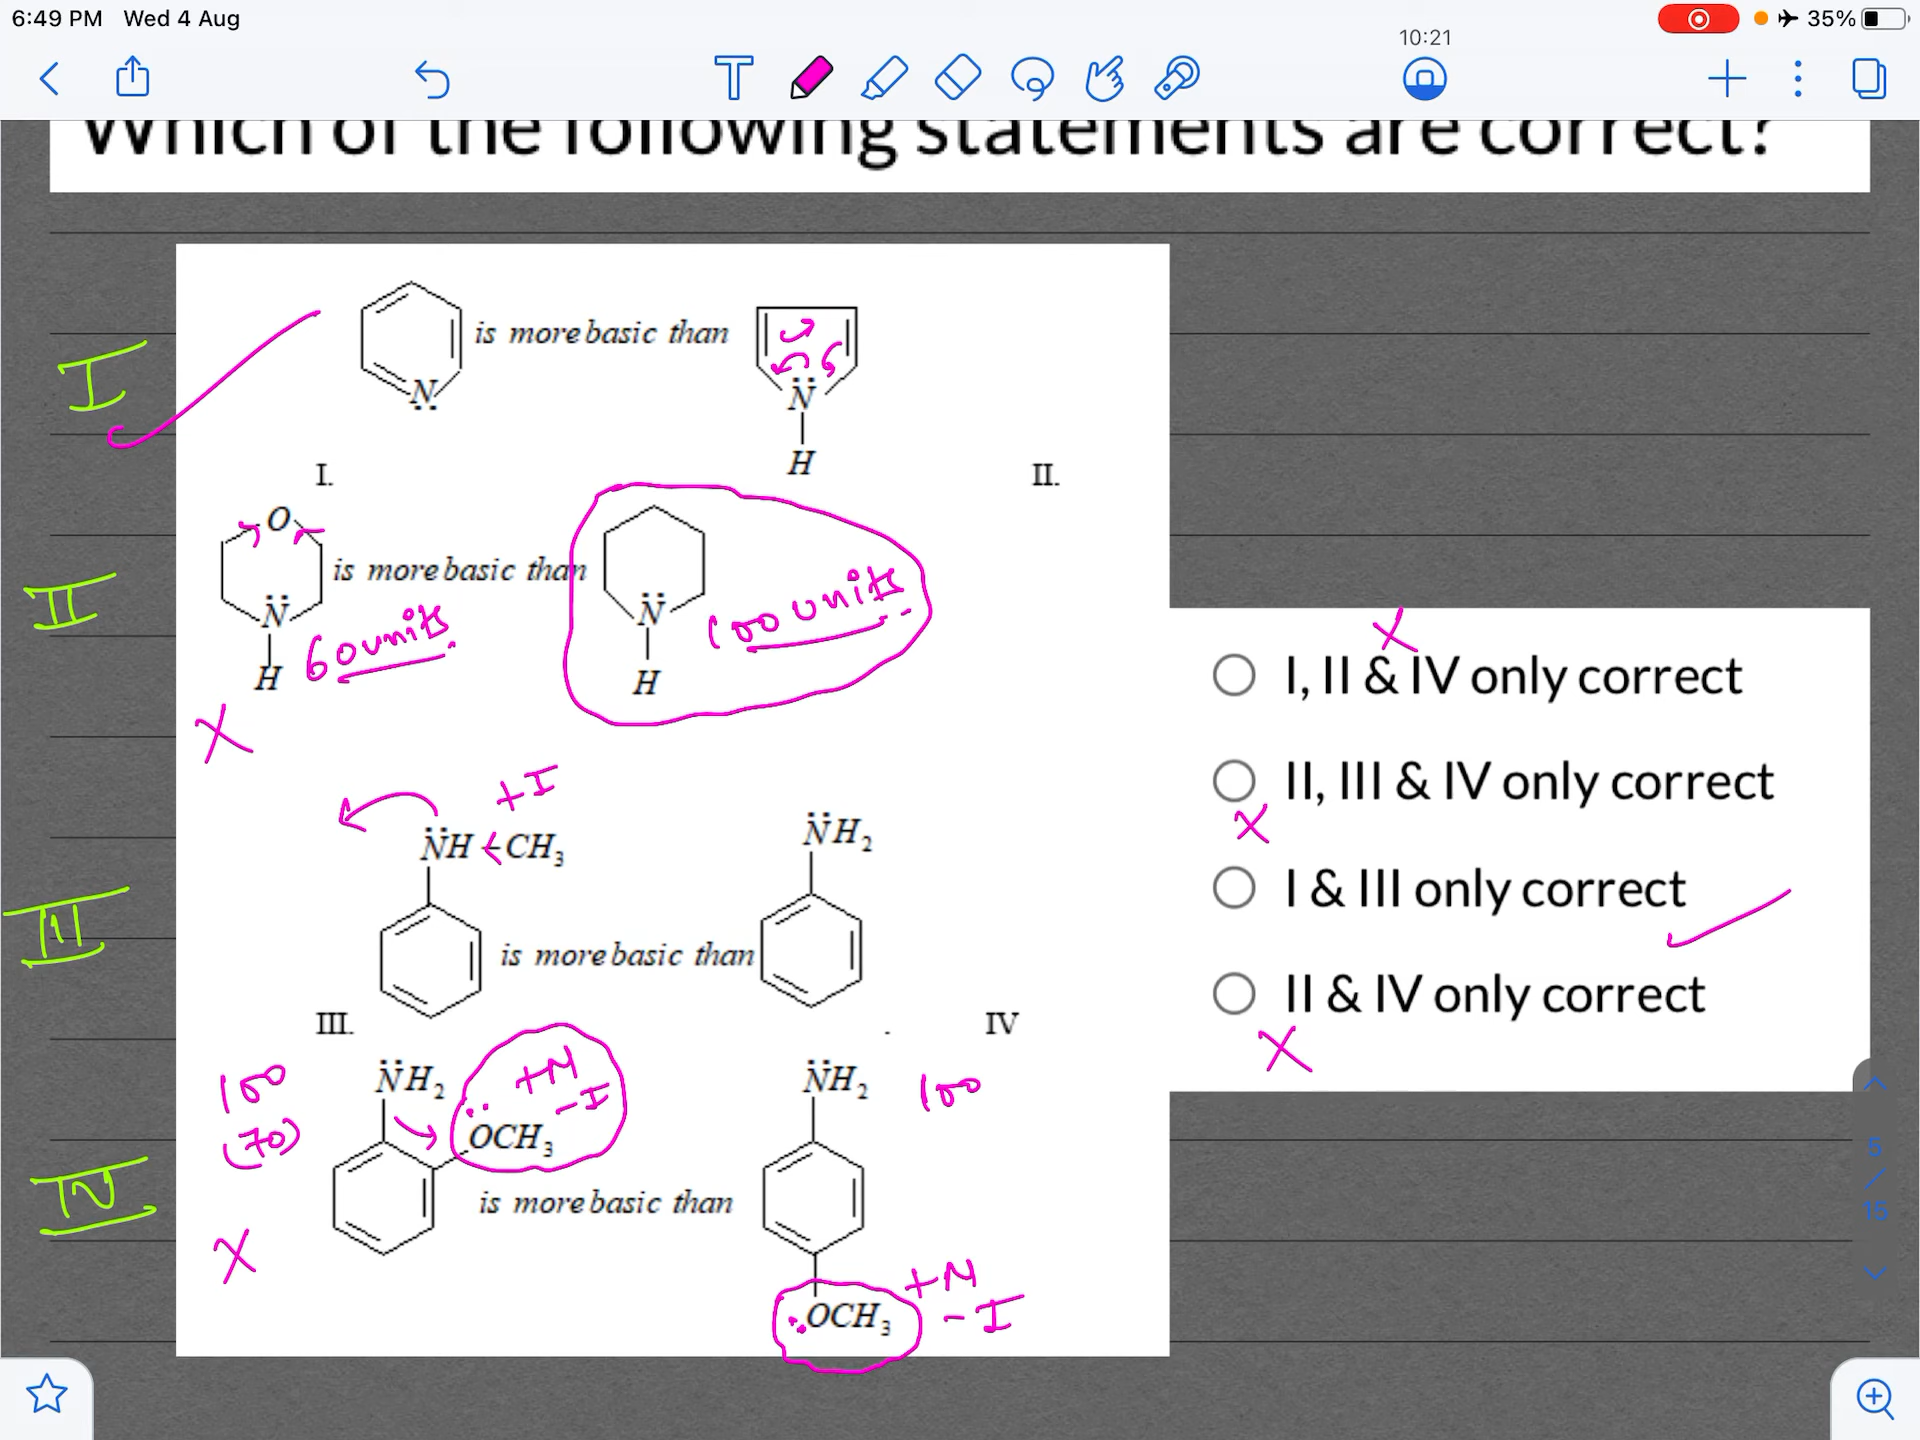 6:49 PM Wed 4 Aug
35%
10:21
T
Which of the following statements are correct?
I
N
is more basic than
N
H
I.
II.
II
O
N
H
60 units
is more basic than
N
H
100 units
X
+I
III
NH CH3
is more basic than
NH2
III.
. IV
IV
100
(70)
NH2
OCH3
+M
-I
is more basic than
NH2
100
OCH3
+M
-I
X
X
I, II & IV only correct
II, III & IV only correct
X
I & III only correct
II & IV only correct
X
5
/
15